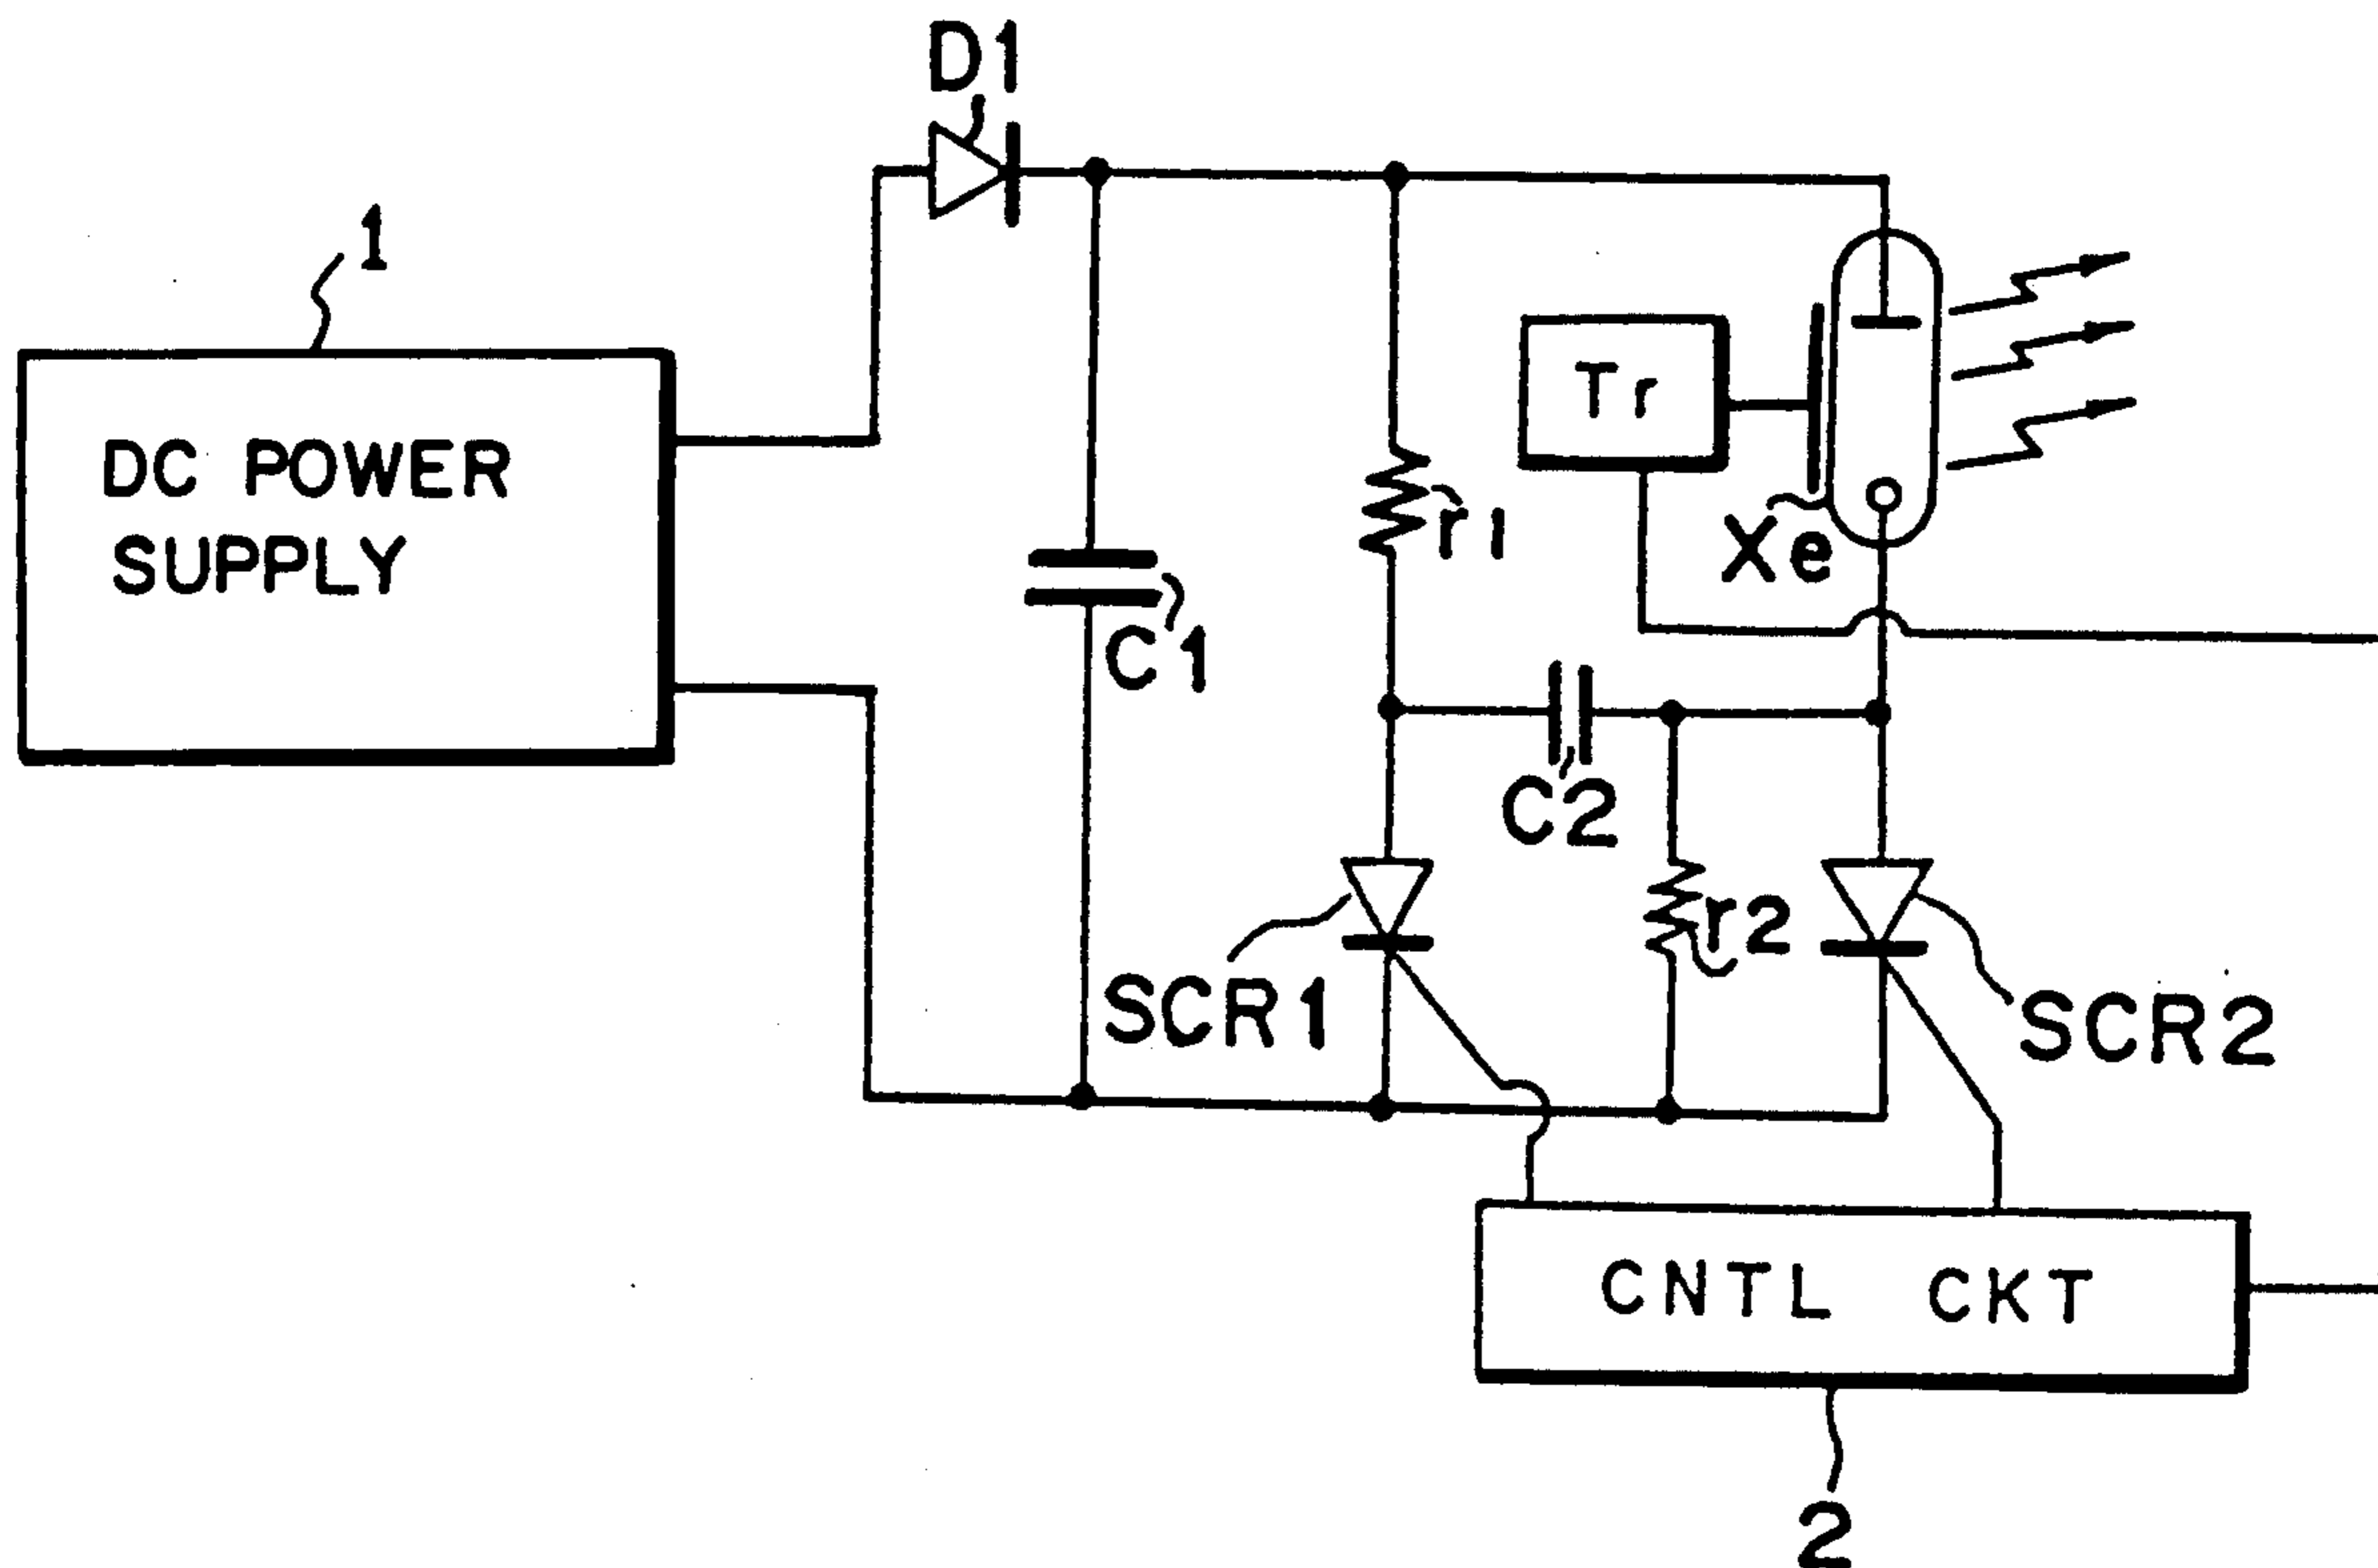 D1
1
DC POWER
SUPPLY
Tr
r1
Xe
C1
C2
r2
SCR1
SCR2
CNTL CKT
2